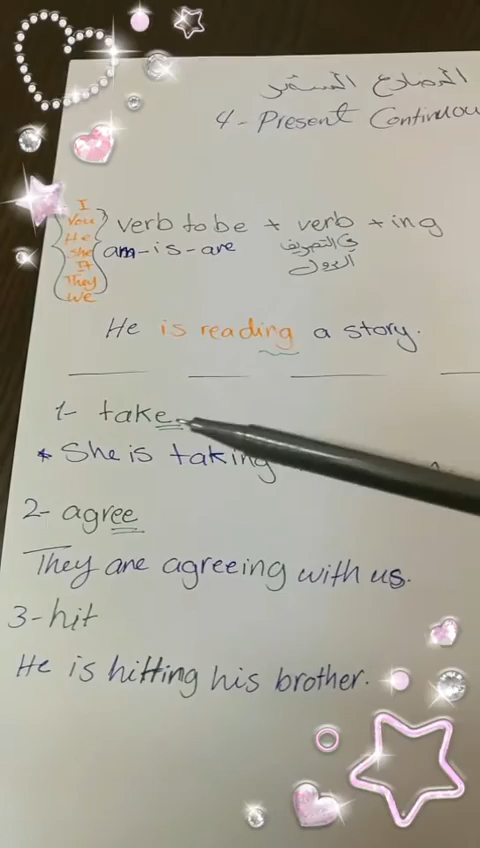 المضارع المستمر
4- Present Continuou
I
You
He
She
It
They
We
verb to be + verb + ing
am-is-are
في التصريف
الاول
He is reading a story.
1- take
* She is taking
2- agree
They are agreeing with us.
3-hit
He is hitting his brother.